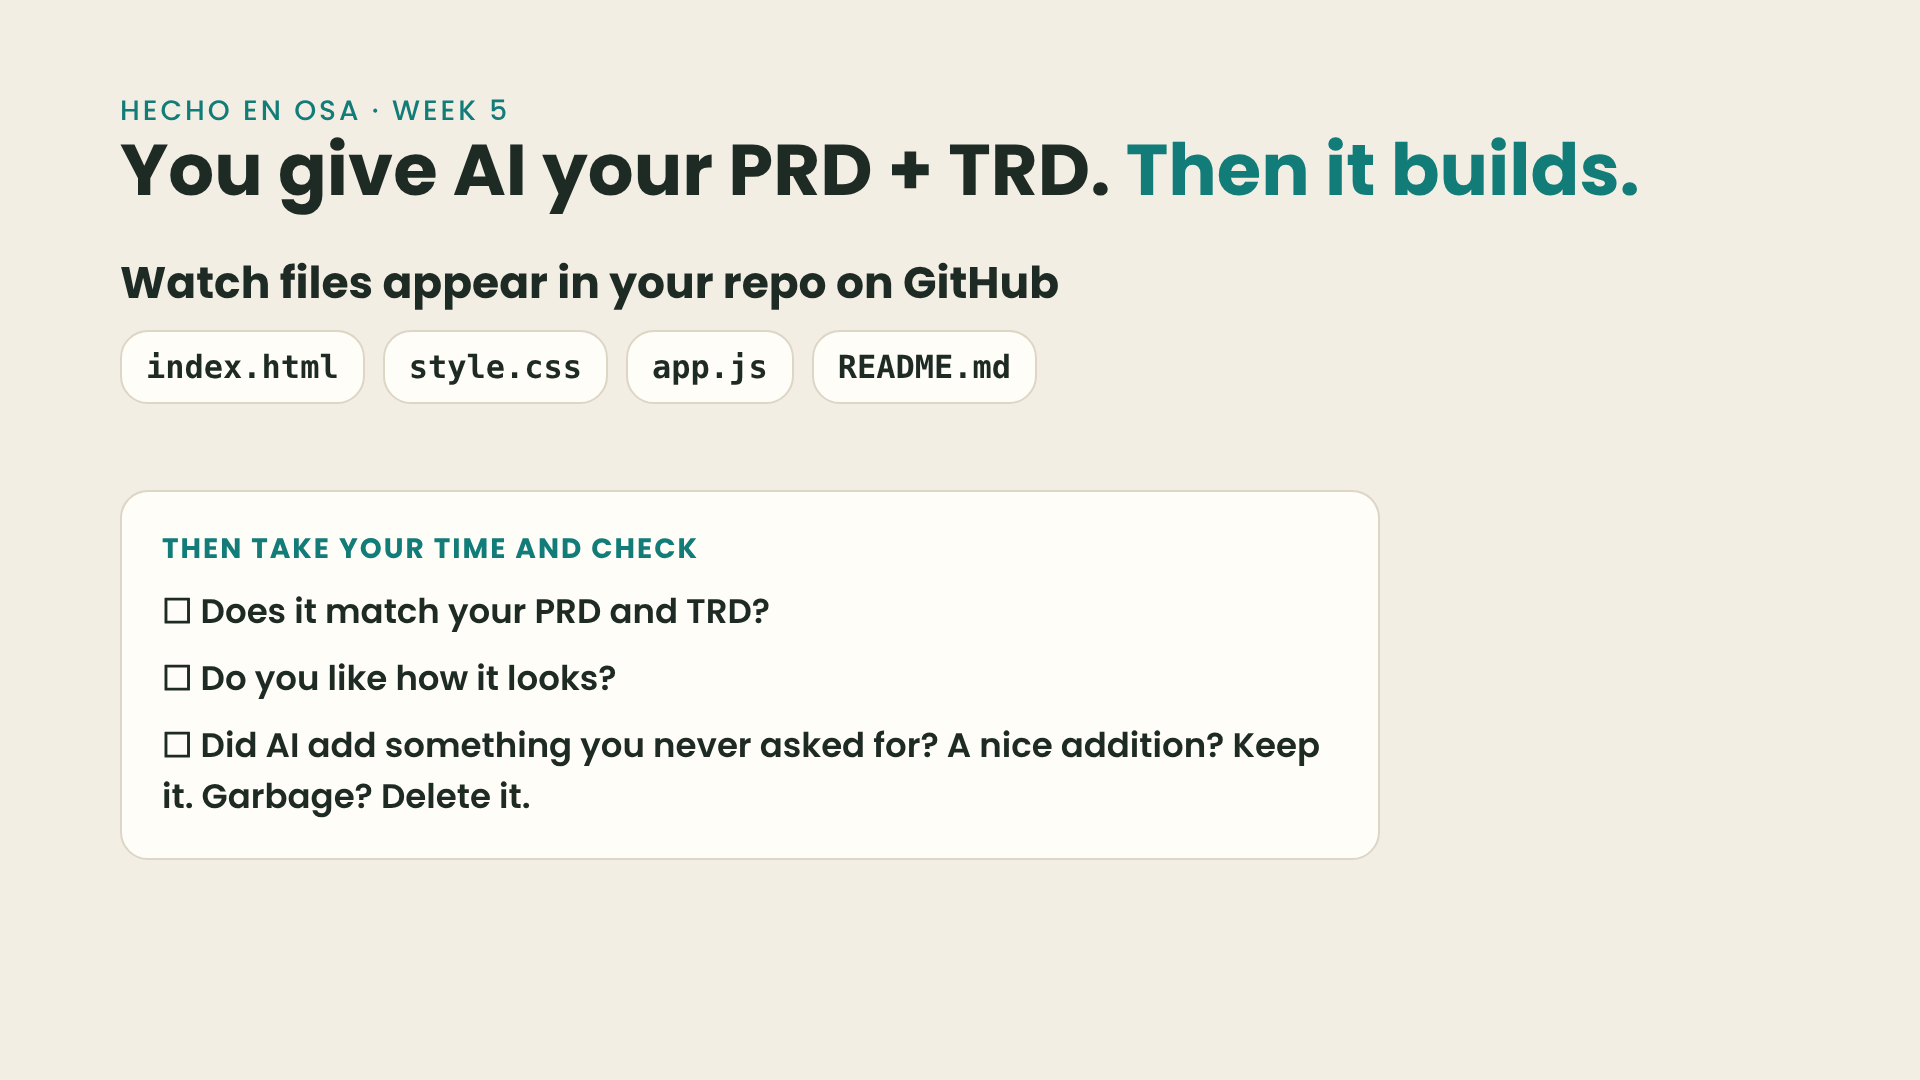 HECHO EN OSA · WEEK 5
You give AI your PRD + TRD. Then it builds.
Watch files appear in your repo on GitHub
index.html style.css app.js README.md
THEN TAKE YOUR TIME AND CHECK
☐ Does it match your PRD and TRD?
☐ Do you like how it looks?
☐ Did AI add something you never asked for? A nice addition? Keep
it. Garbage? Delete it.